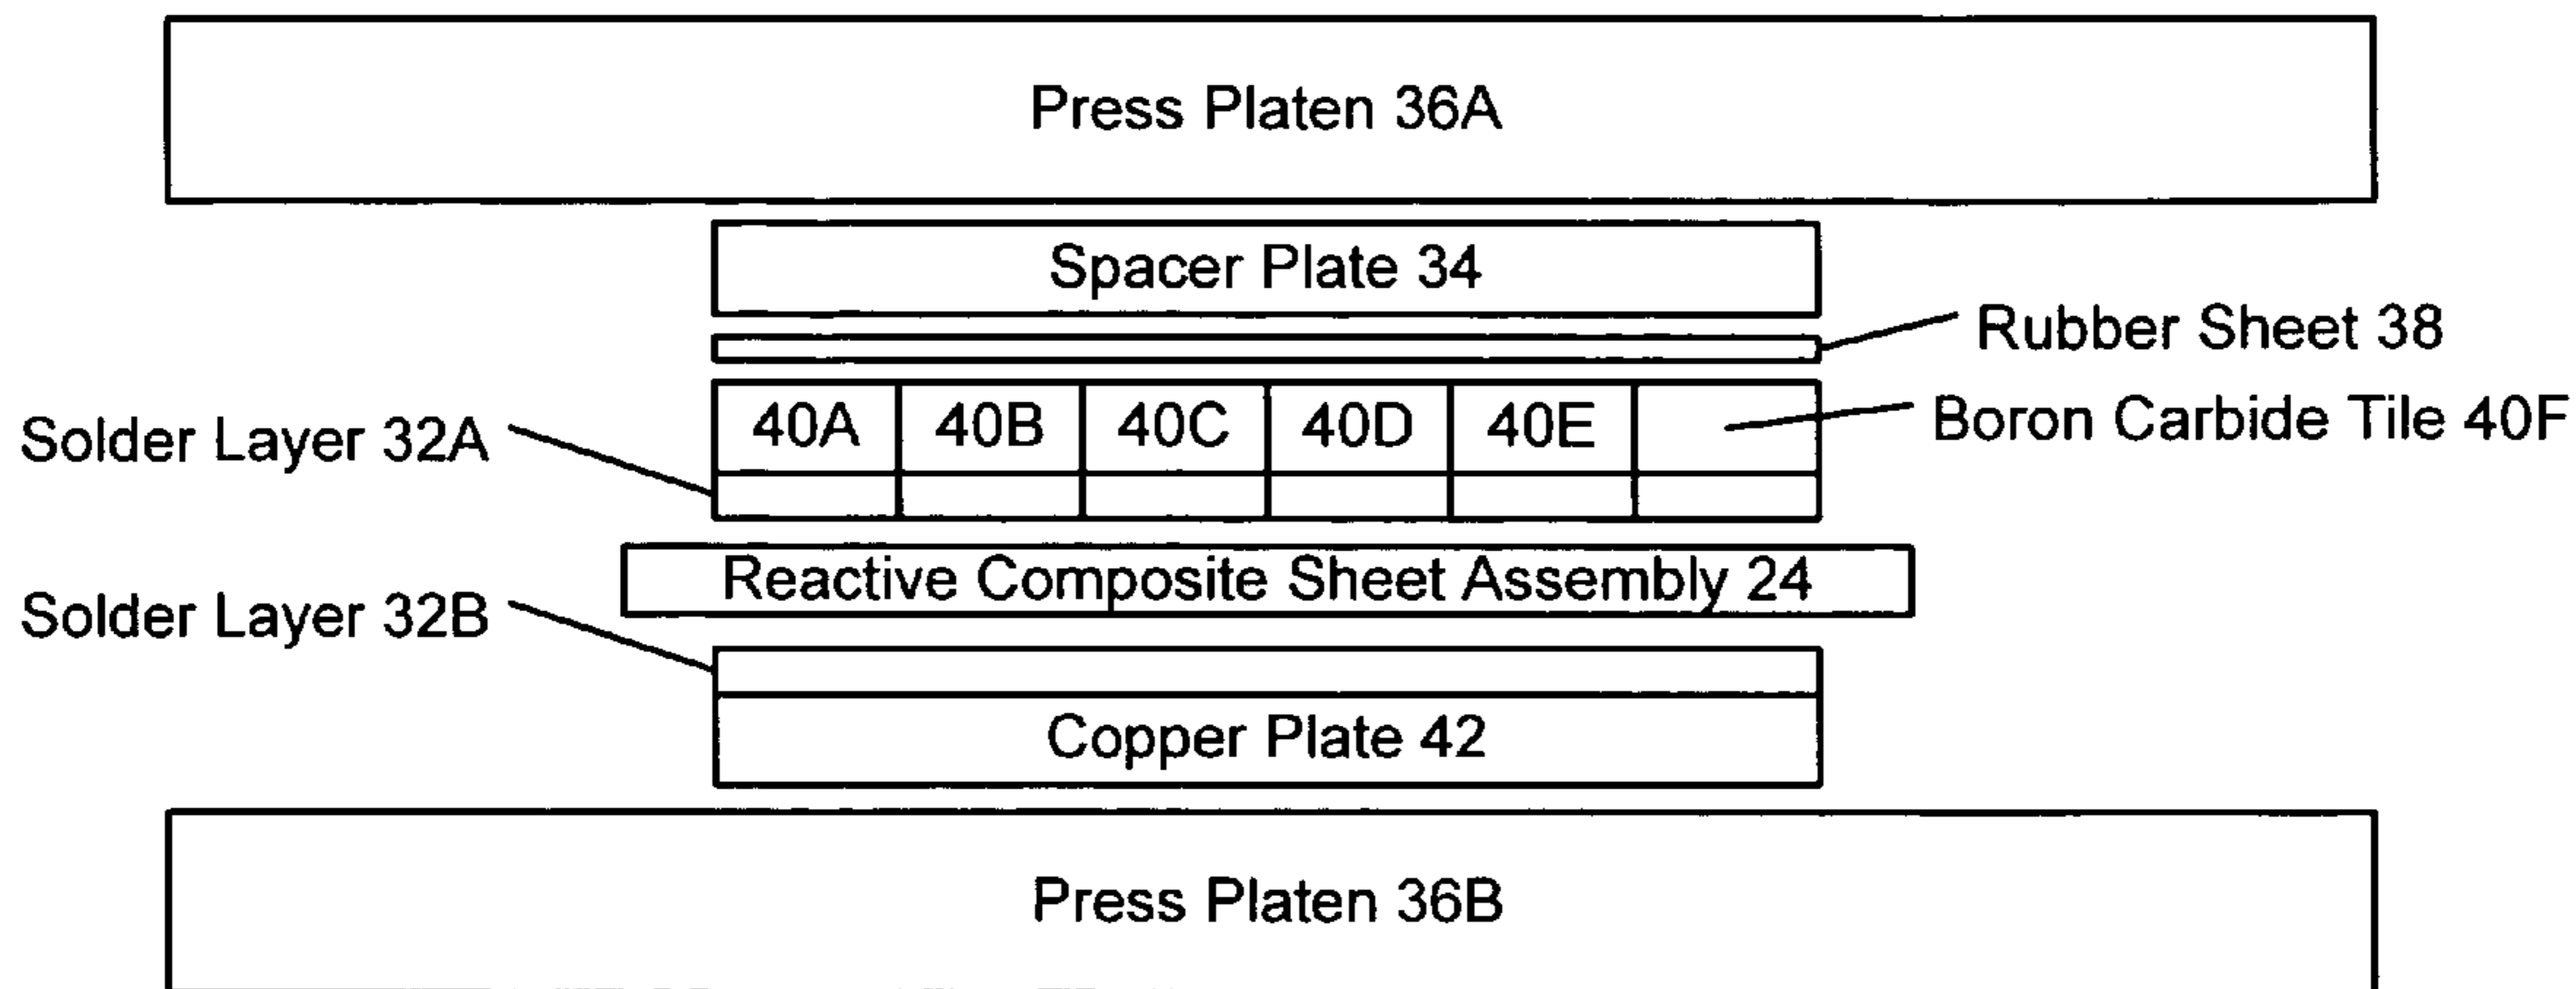 Press Platen 36A
Spacer Plate 34
Rubber Sheet 38
Solder Layer 32A
40A 40B 40C 40D 40E
Boron Carbide Tile 40F
Reactive Composite Sheet Assembly 24
Solder Layer 32B
Copper Plate 42
Press Platen 36B